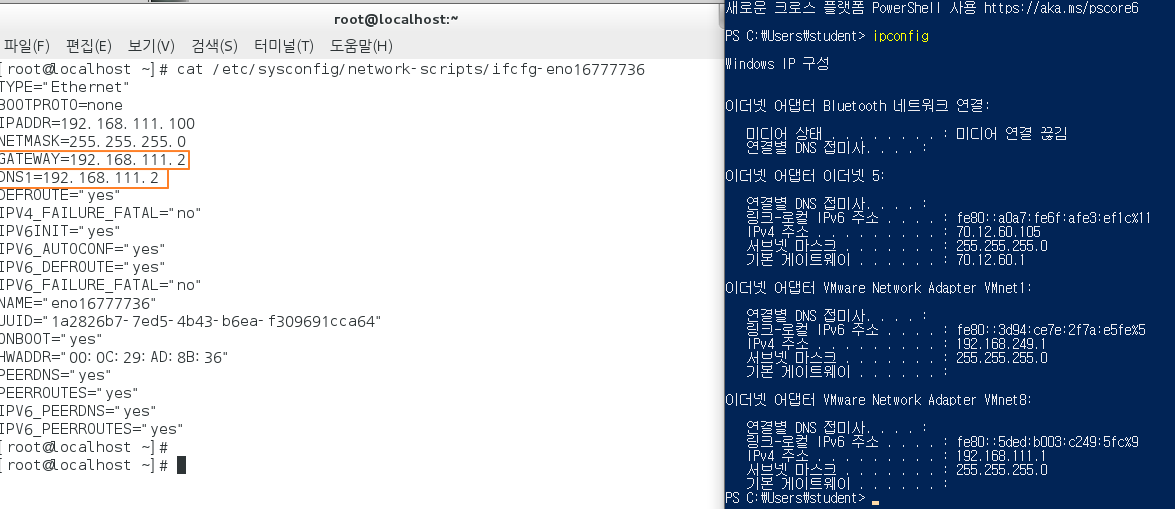 root@localhost:~
파일(F) 편집(E) 보기(V) 검색(S) 터미널(T) 도움말(H)
[root@localhost ~]# cat /etc/sysconfig/network-scripts/ifcfg-eno16777736
TYPE="Ethernet"
BOOTPROTO=none
IPADDR=192.168.111.100
NETMASK=255.255.255.0
GATEWAY=192.168.111.2
DNS1=192.168.111.2
DEFROUTE="yes"
IPV4_FAILURE_FATAL="no"
IPV6INIT="yes"
IPV6_AUTOCONF="yes"
IPV6_DEFROUTE="yes"
IPV6_FAILURE_FATAL="no"
NAME="eno16777736"
UUID="1a2826b7-7ed5-4b43-b6ea-f309691cca64"
ONBOOT="yes"
HWADDR="00:0C:29:AD:8B:36"
PEERDNS="yes"
PEERROUTES="yes"
IPV6_PEERDNS="yes"
IPV6_PEERROUTES="yes"
[root@localhost ~]#
[root@localhost ~]#
새로운 크로스 플랫폼 PowerShell 사용 https://aka.ms/pscore6
PS C:\Users\student> ipconfig
Windows IP 구성
이더넷 어댑터 Bluetooth 네트워크 연결:
미디어 상태 . . . . . . . . : 미디어 연결 끊김
연결별 DNS 접미사. . . . :
이더넷 어댑터 이더넷 5:
연결별 DNS 접미사. . . . :
링크-로컬 IPv6 주소 . . . . . : fe80::a0a7:fe6f:afe3:ef1c%11
IPv4 주소 . . . . . . . . . : 70.12.60.105
서브넷 마스크 . . . . . . . : 255.255.255.0
기본 게이트웨이 . . . . . . : 70.12.60.1
이더넷 어댑터 VMware Network Adapter VMnet1:
연결별 DNS 접미사. . . . :
링크-로컬 IPv6 주소 . . . . . : fe80::3d94:ce7e:2f7a:e5fe%5
IPv4 주소 . . . . . . . . . : 192.168.249.1
서브넷 마스크 . . . . . . . : 255.255.255.0
기본 게이트웨이 . . . . . . :
이더넷 어댑터 VMware Network Adapter VMnet8:
연결별 DNS 접미사. . . . :
링크-로컬 IPv6 주소 . . . . . : fe80::5ded:b003:c249:5fc%9
IPv4 주소 . . . . . . . . . : 192.168.111.1
서브넷 마스크 . . . . . . . : 255.255.255.0
기본 게이트웨이 . . . . . . :
PS C:\Users\student>